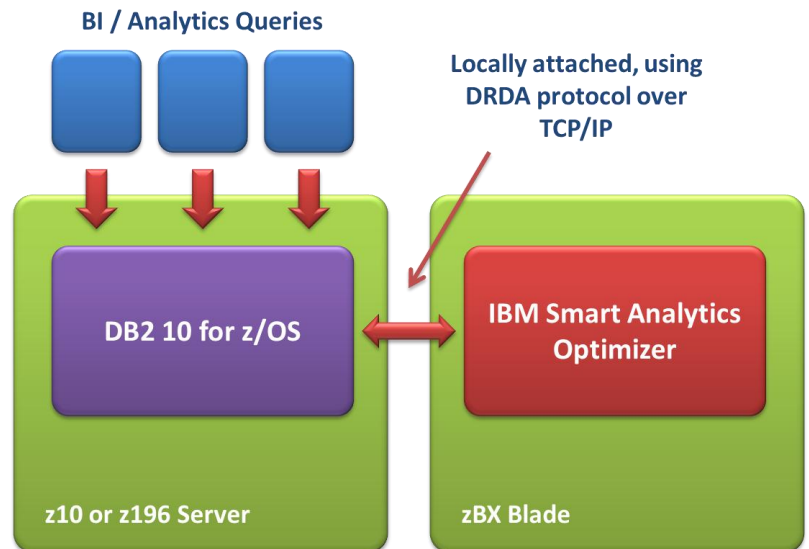 BI / Analytics Queries
Locally attached, using
DRDA protocol over
TCP/IP
DB2 10 for z/OS
IBM Smart Analytics
Optimizer
z10 or z196 Server
zBX Blade